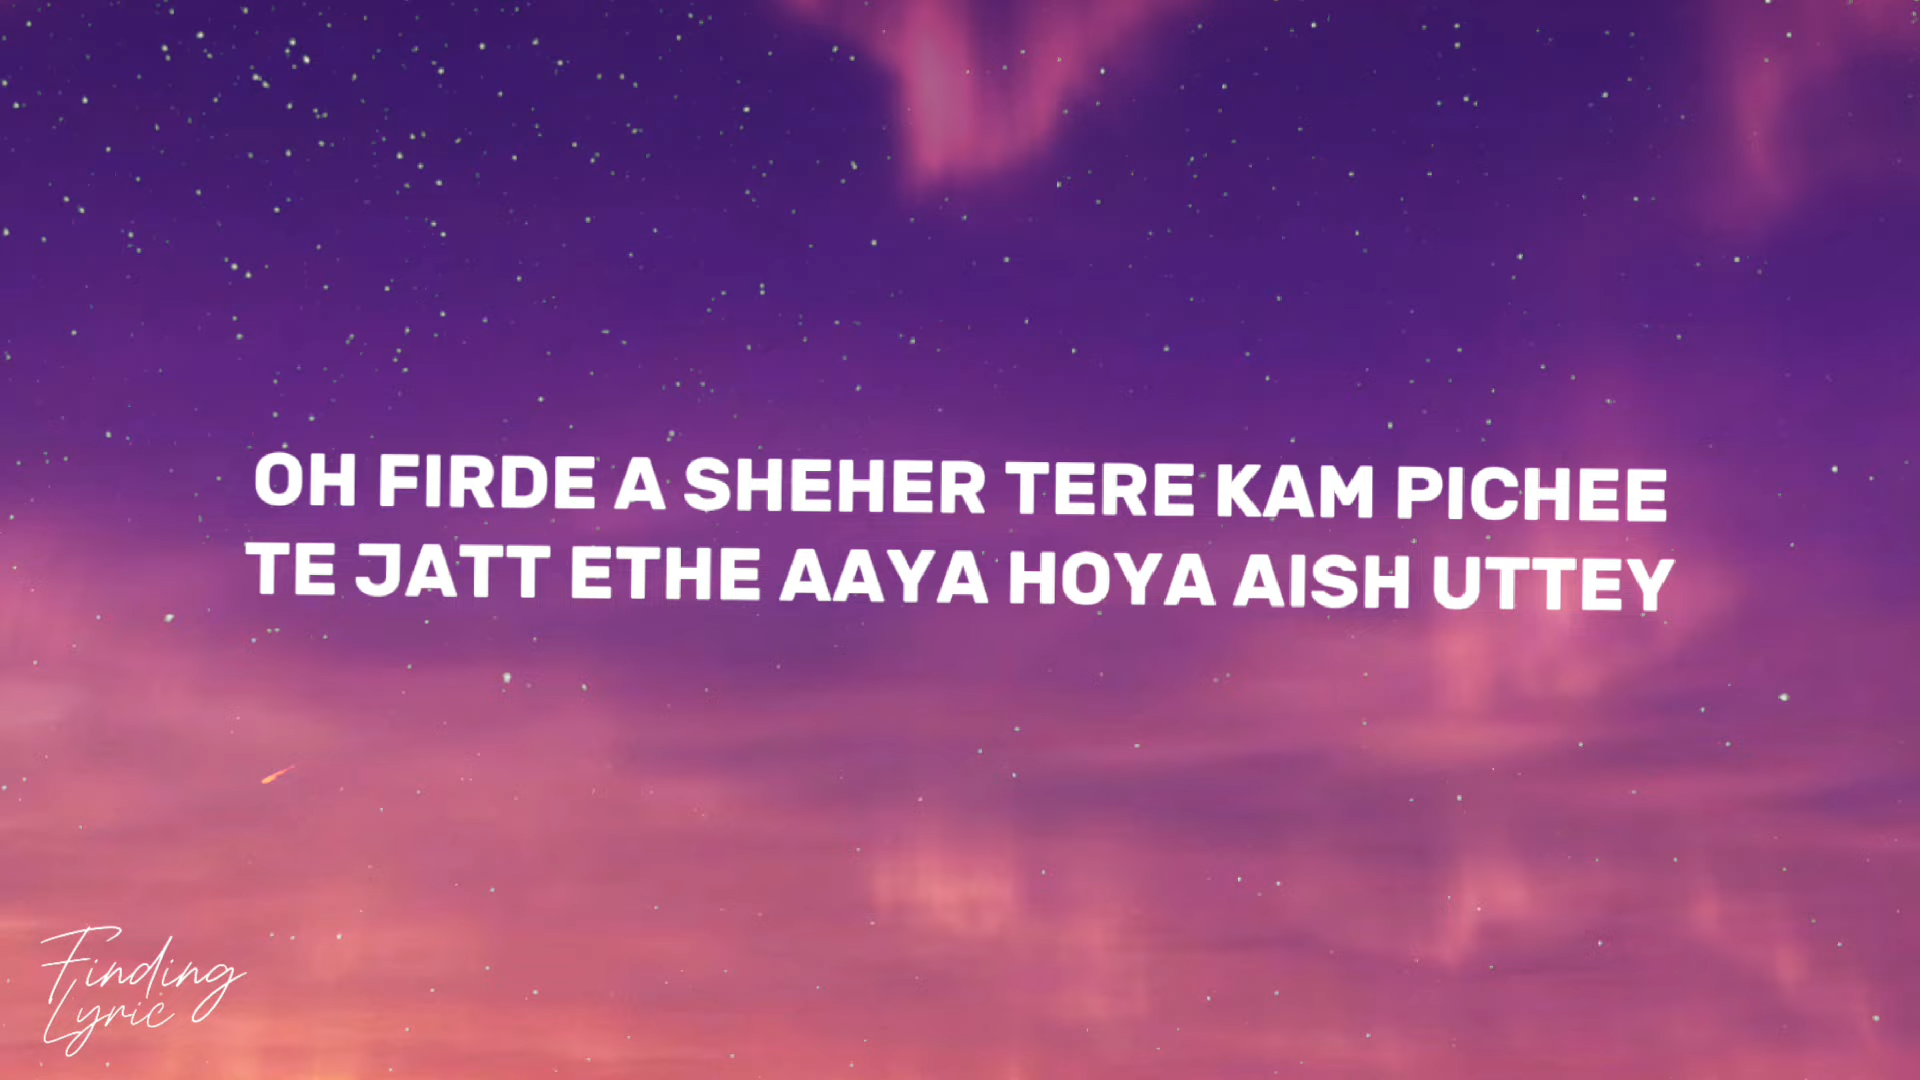 OH FIRDE A SHEHER TERE KAM PICHEE
TE JATT ETHE AAYA HOYA AISH UTTEY
Finding
Lyric